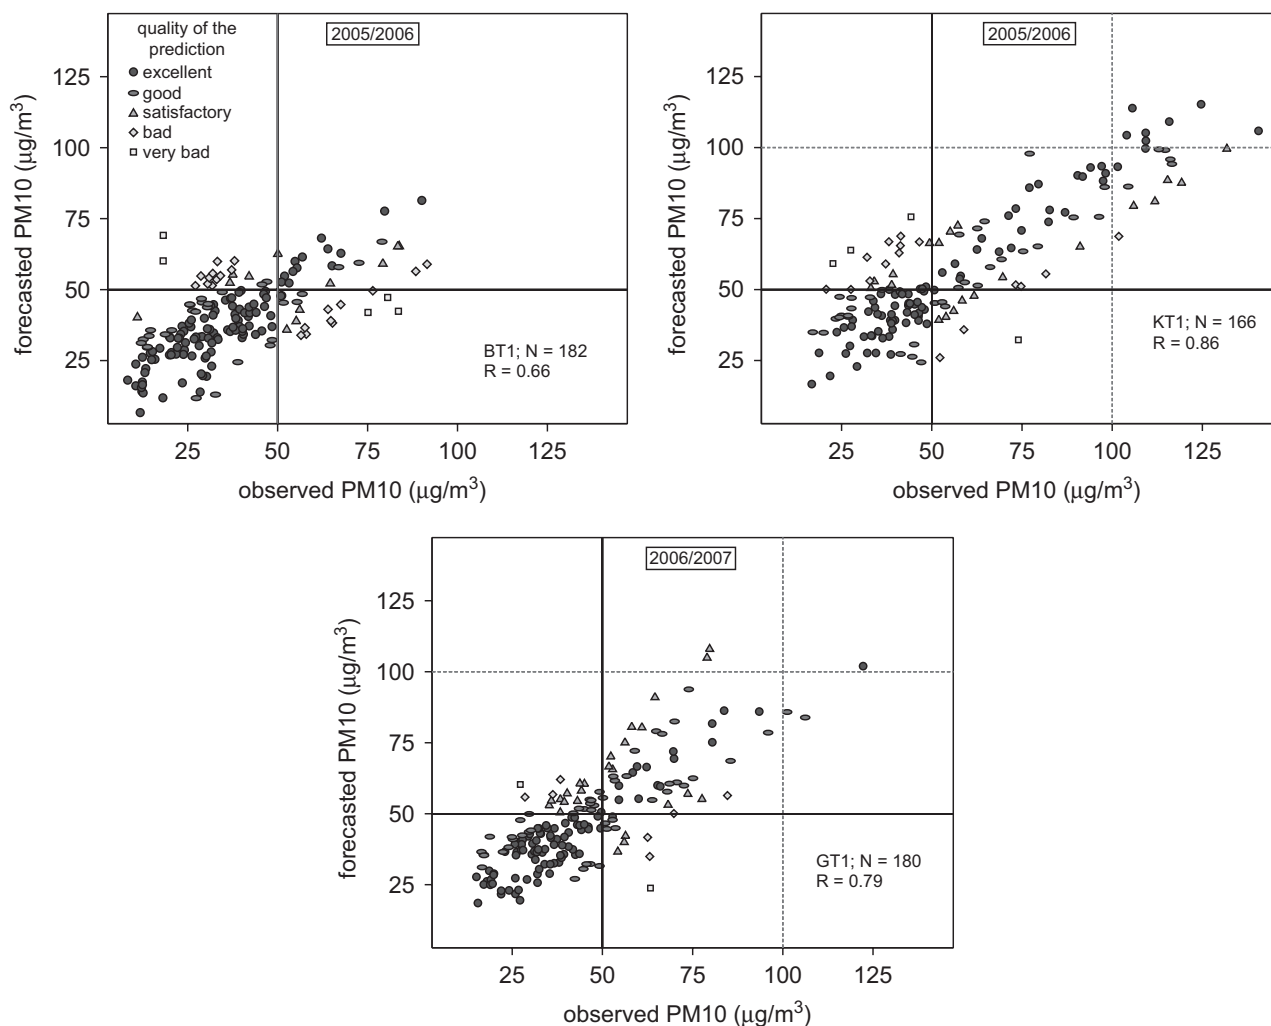 2005/2006
quality of the
prediction
excellent
good
satisfactory
bad
very bad
125
100
75
50
25
forecasted PM10 (μg/m³)
BT1; N = 182
R = 0.66
25
50
75
100
125
observed PM10 (μg/m³)
2005/2006
125
100
75
50
25
forecasted PM10 (μg/m³)
KT1; N = 166
R = 0.86
25
50
75
100
125
observed PM10 (μg/m³)
2006/2007
125
100
75
50
25
forecasted PM10 (μg/m³)
GT1; N = 180
R = 0.79
25
50
75
100
125
observed PM10 (μg/m³)